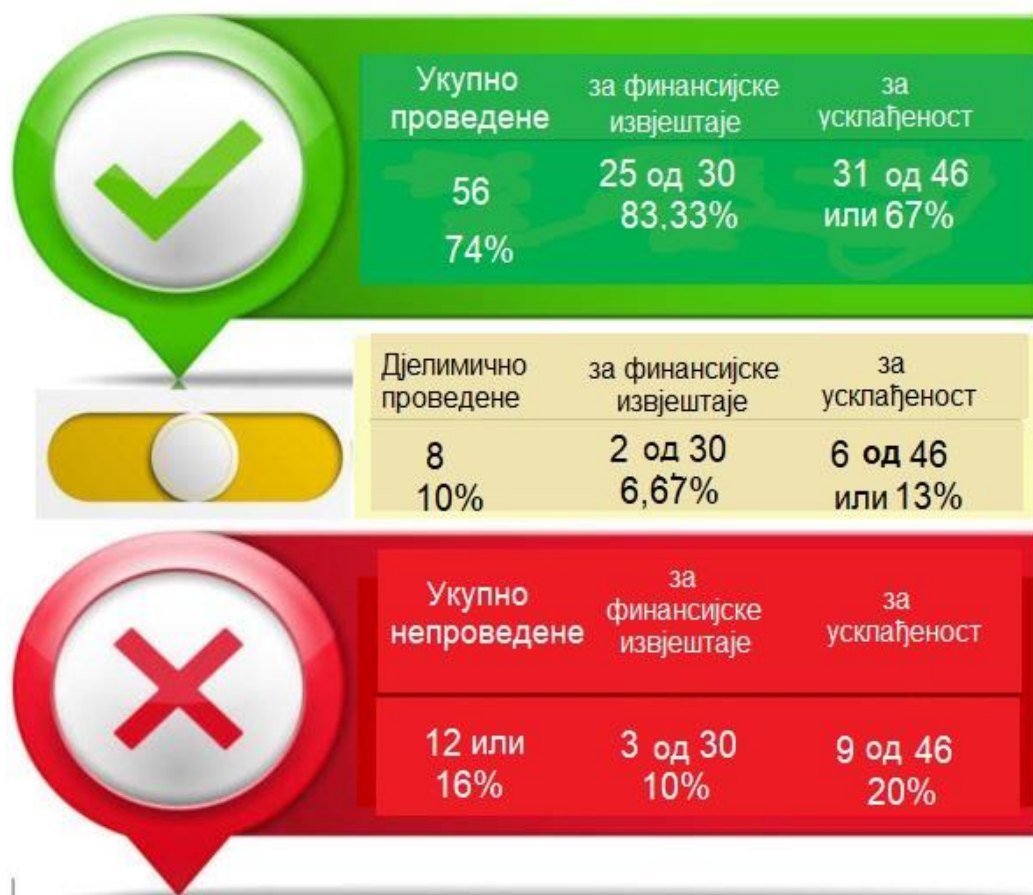 Укупно
проведене
за финансијске
извјештаје
за
усклађеност
56
74%
25 од 30
83,33%
31 од 46
или 67%
Дјелимично
проведене
за финансијске
извјештаје
за
усклађеност
8
10%
2 од 30
6,67%
6 од 46
или 13%
Укупно
непроведене
за
финансијске
извјештаје
за
усклађеност
12 или
16%
3 од 30
10%
9 од 46
20%